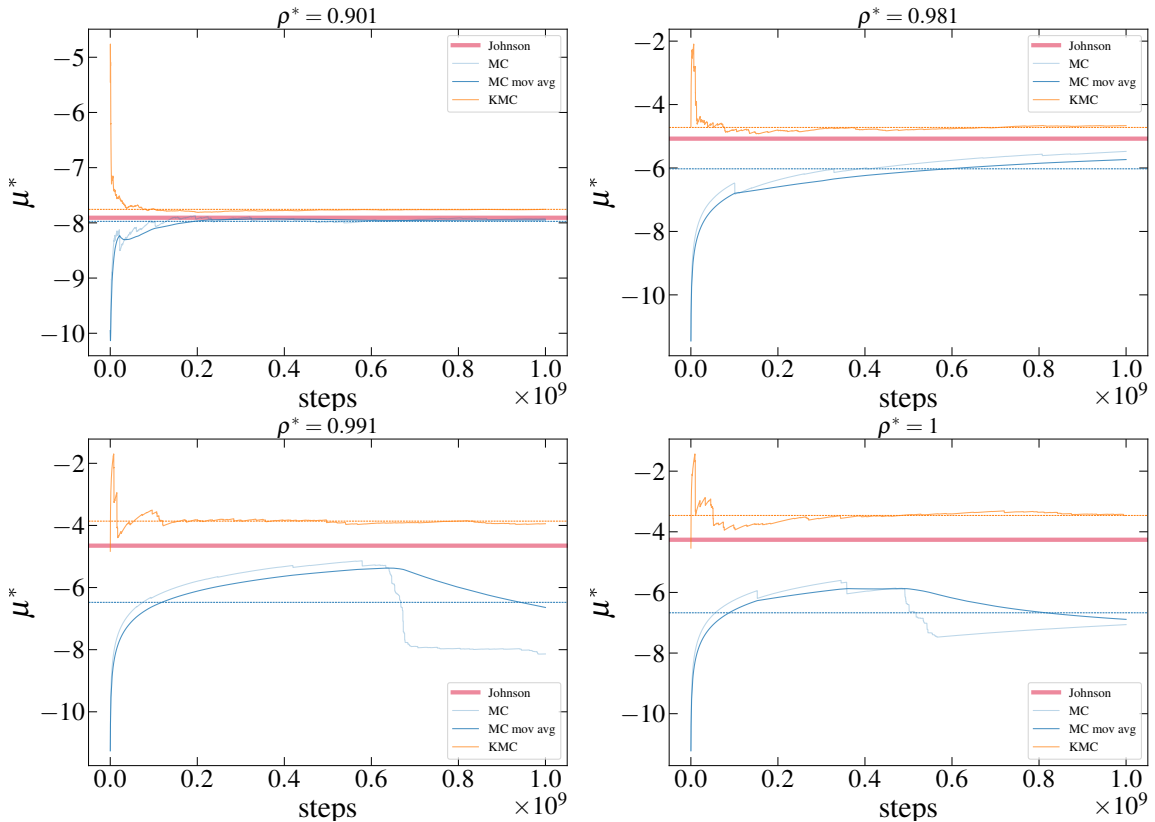 ρ* = 0.901
−5
−6
−7
−8
−9
−10
μ*
Johnson
MC
MC mov avg
KMC
0.0 0.2 0.4 0.6 0.8 1.0
steps
×10⁹
ρ* = 0.981
−2
−4
−6
−8
−10
μ*
Johnson
MC
MC mov avg
KMC
0.0 0.2 0.4 0.6 0.8 1.0
steps
×10⁹
ρ* = 0.991
−2
−4
−6
−8
−10
μ*
Johnson
MC
MC mov avg
KMC
0.0 0.2 0.4 0.6 0.8 1.0
steps
×10⁹
ρ* = 1
−2
−4
−6
−8
−10
μ*
Johnson
MC
MC mov avg
KMC
0.0 0.2 0.4 0.6 0.8 1.0
steps
×10⁹